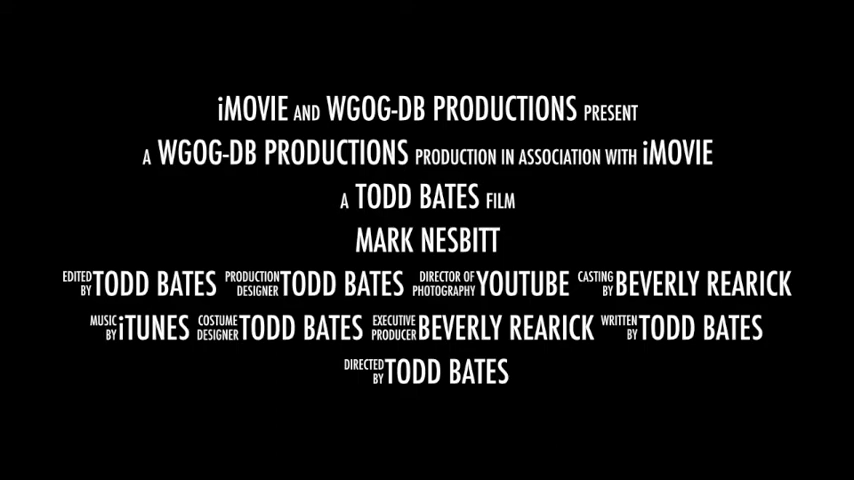 iMOVIE AND WGOG-DB PRODUCTIONS PRESENT
A WGOG-DB PRODUCTIONS PRODUCTION IN ASSOCIATION WITH iMOVIE
A TODD BATES FILM
MARK NESBITT
EDITED BY TODD BATES PRODUCTION DESIGNER TODD BATES DIRECTOR OF PHOTOGRAPHY YOUTUBE CASTING BY BEVERLY REARICK
MUSIC BY iTUNES COSTUME DESIGNER TODD BATES EXECUTIVE PRODUCER BEVERLY REARICK WRITTEN BY TODD BATES
DIRECTED BY TODD BATES